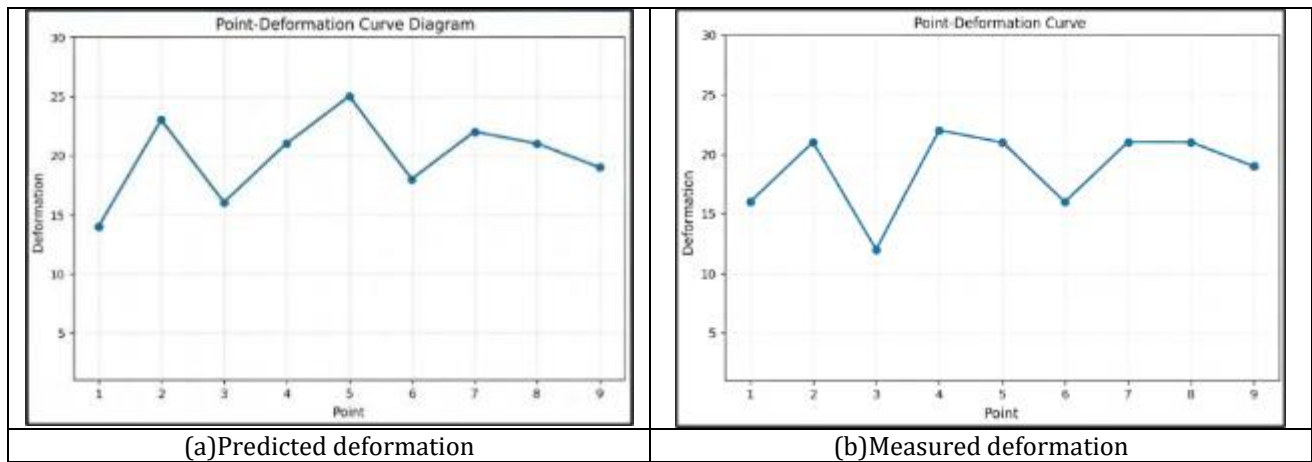 Point-Deformation Curve Diagram
30
25
20
15
10
5
Deformation
1 2 3 4 5 6 7 8 9
Point
(a)Predicted deformation
Point-Deformation Curve
30
25
20
15
10
5
Deformation
1 2 3 4 5 6 7 8 9
Point
(b)Measured deformation